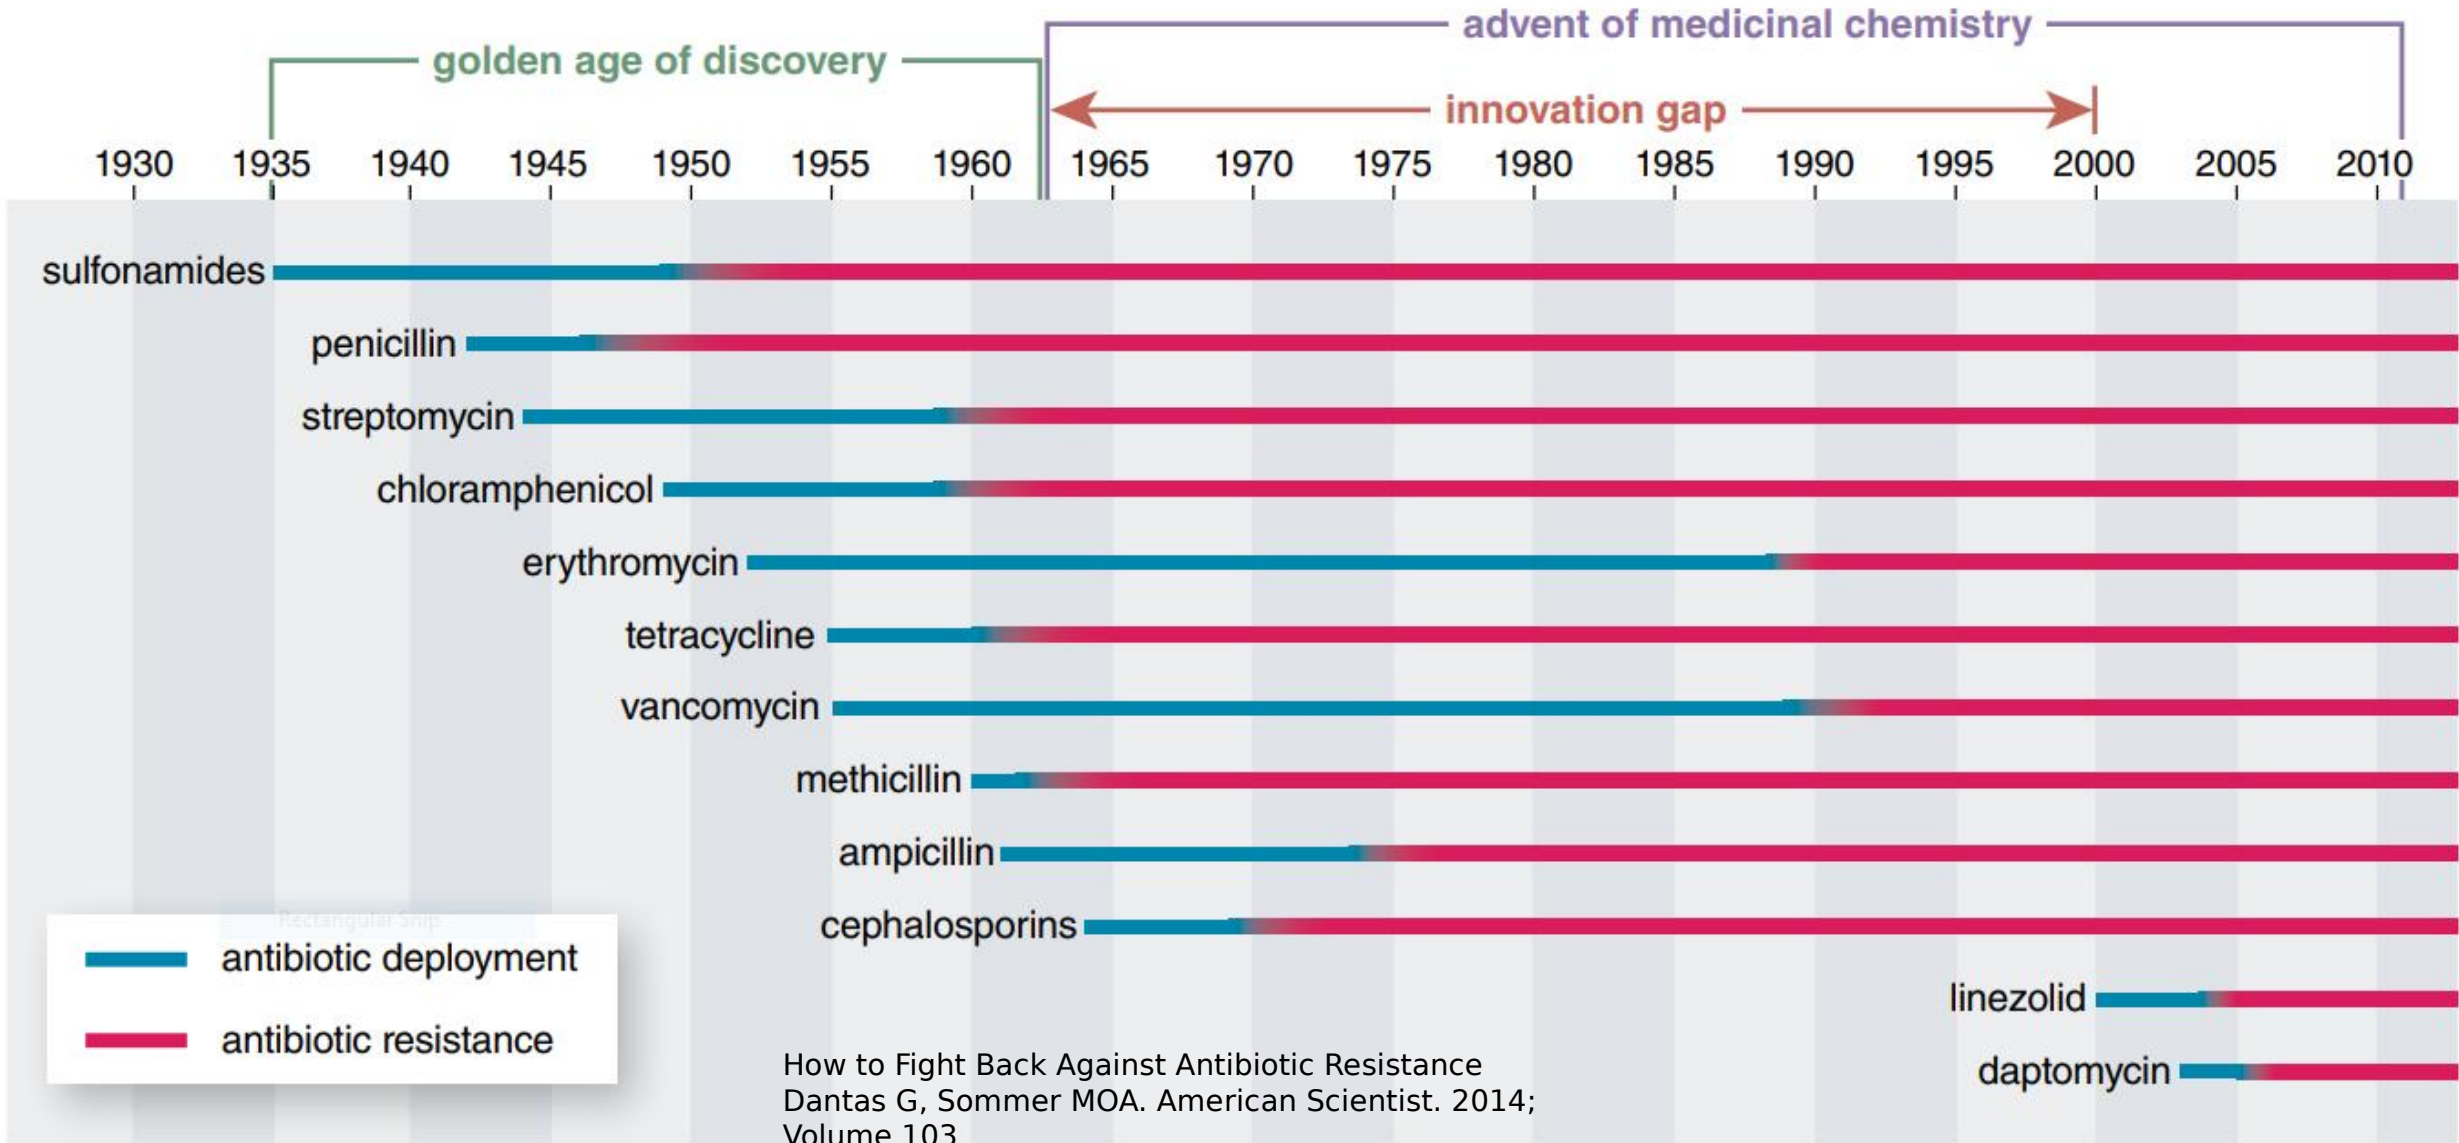 advent of medicinal chemistry
golden age of discovery
innovation gap
1930 1935 1940 1945 1950 1955 1960 1965 1970 1975 1980 1985 1990 1995 2000 2005 2010
sulfonamides
penicillin
streptomycin
chloramphenicol
erythromycin
tetracycline
vancomycin
methicillin
ampicillin
cephalosporins
linezolid
daptomycin
Rectangular Snip
antibiotic deployment
antibiotic resistance
How to Fight Back Against Antibiotic Resistance
Dantas G, Sommer MOA. American Scientist. 2014;
Volume 103